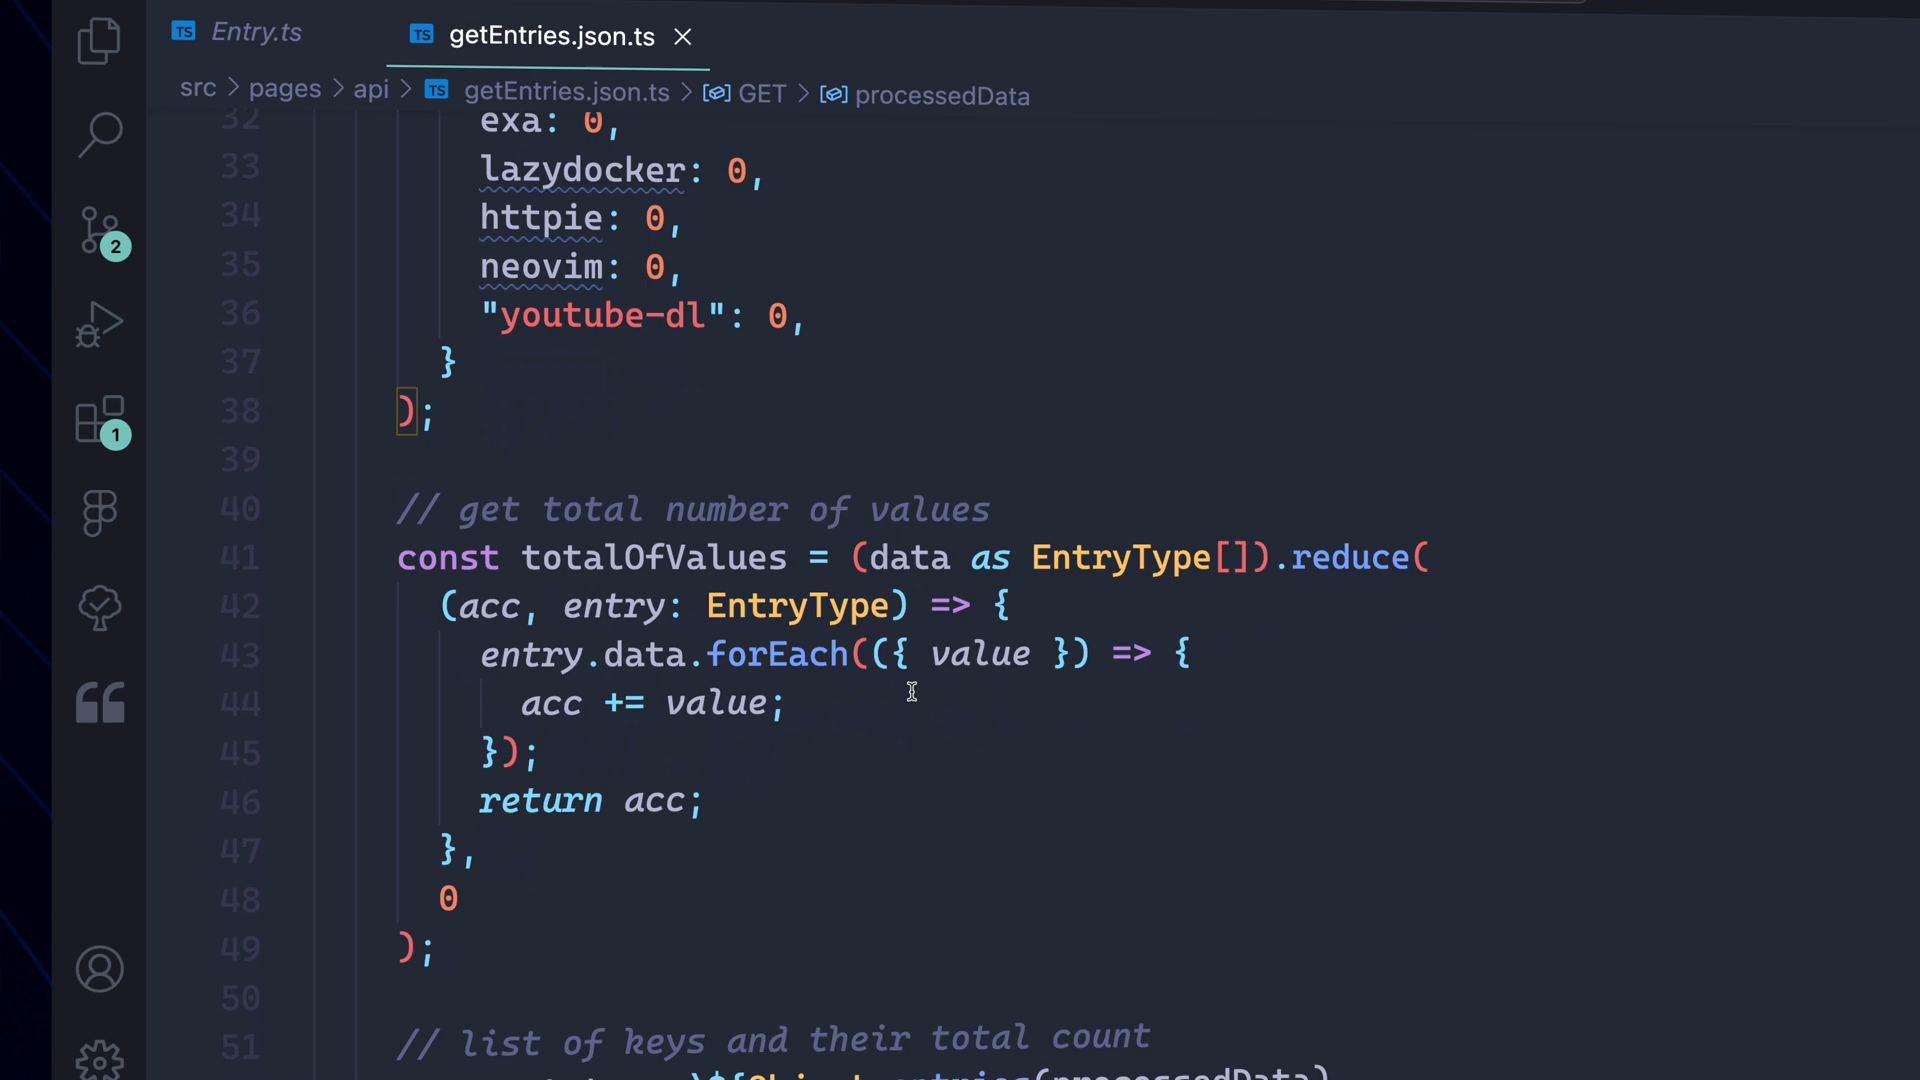 Entry.ts
getEntries.json.ts
src > pages > api > TS getEntries.json.ts > GET > processedData
32 exa: 0,
33 lazydocker: 0,
34 httpie: 0,
35 neovim: 0,
36 "youtube-dl": 0,
37 }
38 );
39
40 // get total number of values
41 const totalOfValues = (data as EntryType[]).reduce(
42 (acc, entry: EntryType) => {
43 entry.data.forEach(({ value }) => {
44 acc += value;
45 });
46 return acc;
47 },
48 0
49 );
50
51 // list of keys and their total count
2
1